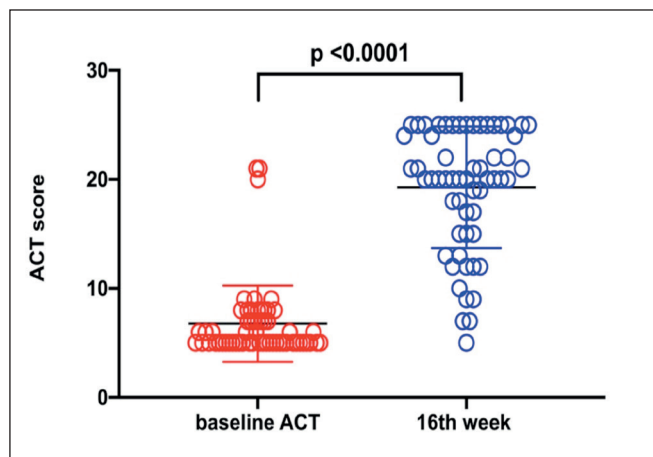 p <0.0001
30
20
10
0
ACT score
baseline ACT
16th week